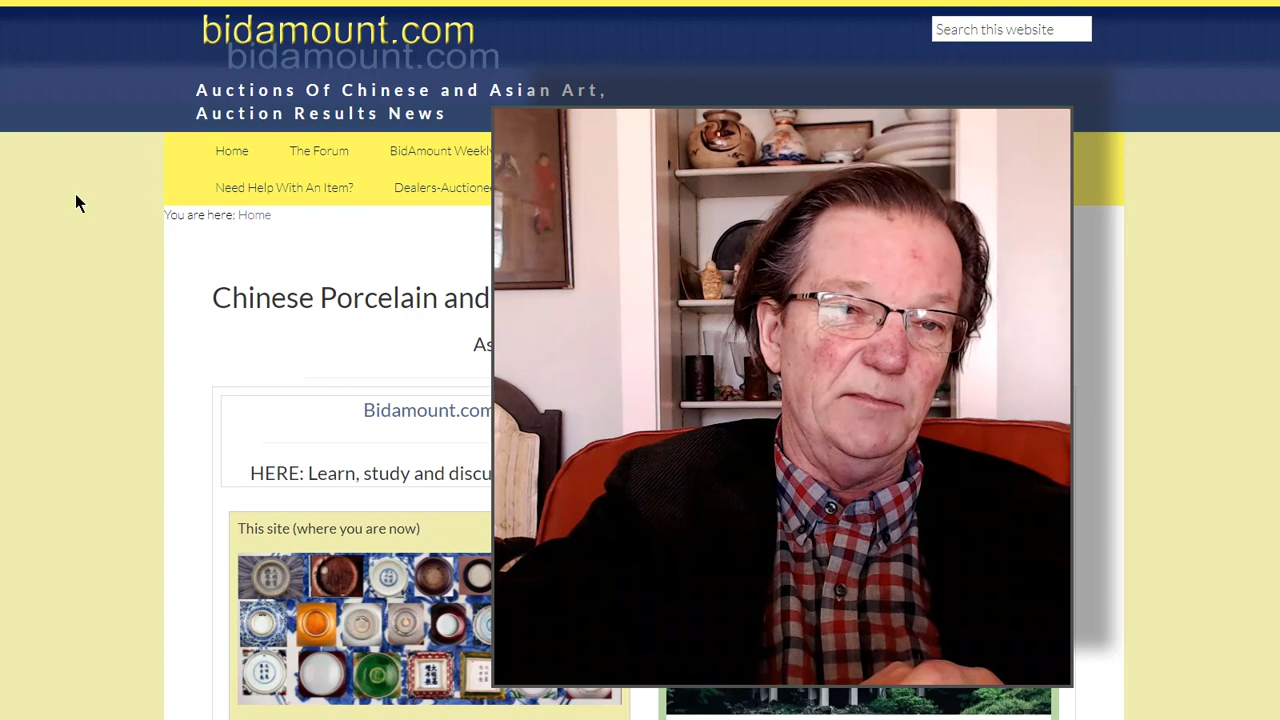 bidamount.com
bidamount.com
Search this website
Auctions Of Chinese and Asian Art,
Auction Results News
Home The Forum BidAmount Weekly
Need Help With An Item? Dealers-Auctionee
You are here: Home
Chinese Porcelain and
As
Bidamount.com
HERE: Learn, study and discu
This site (where you are now)